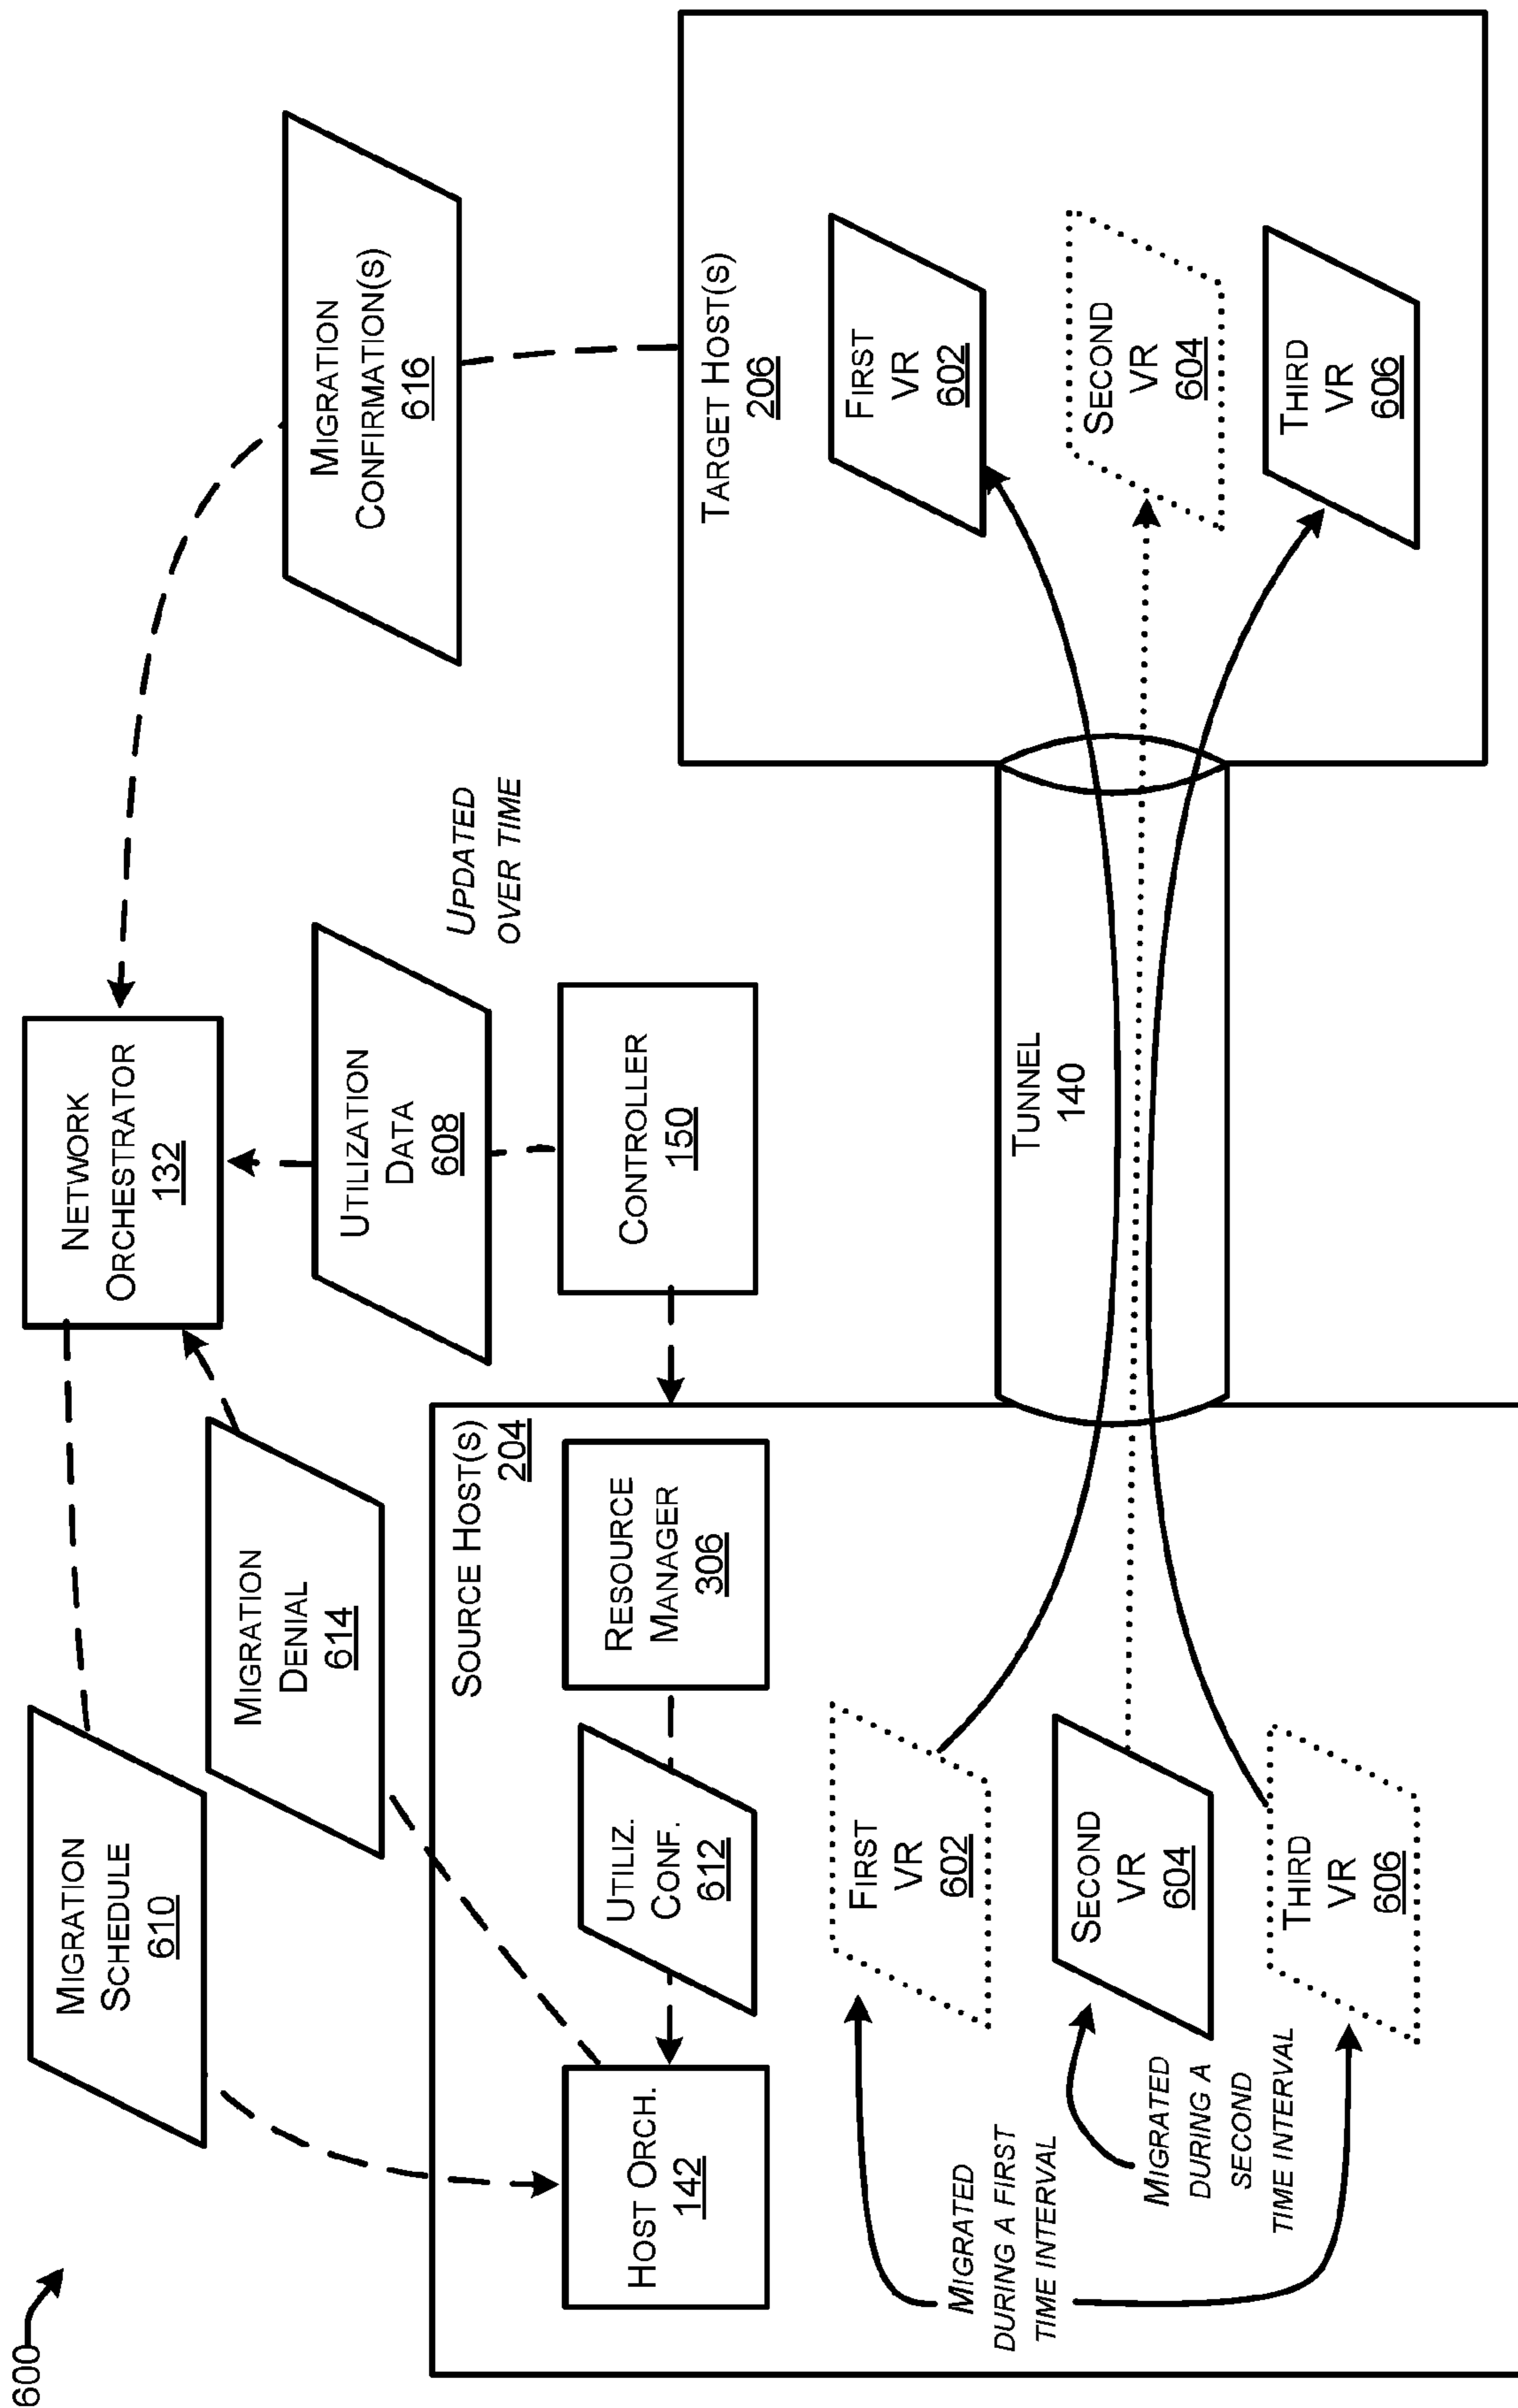 600
MIGRATION
SCHEDULE
610
MIGRATION
DENIAL
614
NETWORK
ORCHESTRATOR
132
UTILIZATION
DATA
608
UPDATED
OVER TIME
MIGRATION
CONFIRMATION(S)
616
CONTROLLER
150
SOURCE HOST(S)
204
HOST ORCH.
142
UTILIZ.
CONF.
612
RESOURCE
MANAGER
306
FIRST
VR
602
SECOND
VR
604
THIRD
VR
606
MIGRATED
DURING A FIRST
TIME INTERVAL
MIGRATED
DURING A
SECOND
TIME INTERVAL
TUNNEL
140
TARGET HOST(S)
206
FIRST
VR
602
SECOND
VR
604
THIRD
VR
606